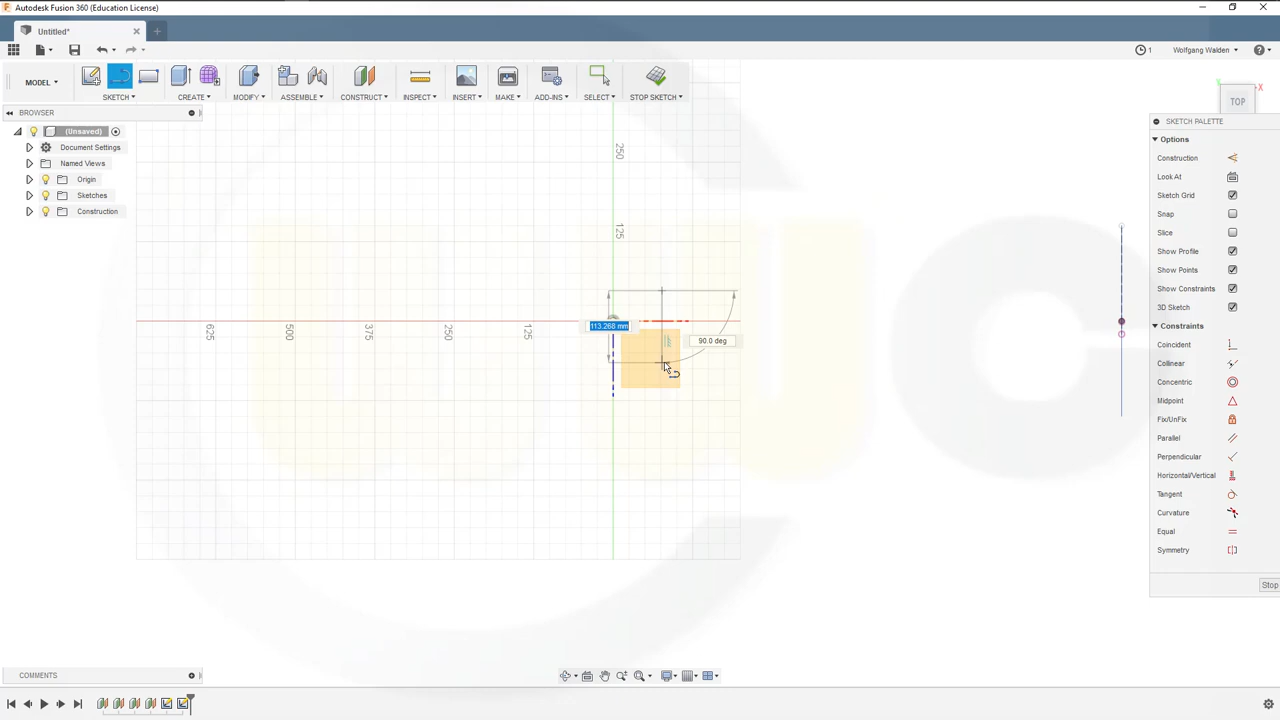 Autodesk Fusion 360 (Education License)
Untitled*
1
Wolfgang Walden
MODEL
SKETCH
CREATE
MODIFY
ASSEMBLE
CONSTRUCT
INSPECT
INSERT
MAKE
ADD-INS
SELECT
STOP SKETCH
BROWSER
(Unsaved)
Document Settings
Named Views
Origin
Sketches
Construction
TOP
Y
X
SKETCH PALETTE
Options
Construction
Look At
Sketch Grid
Snap
Slice
Show Profile
Show Points
Show Constraints
3D Sketch
Constraints
Coincident
Collinear
Concentric
Midpoint
Fix/UnFix
Parallel
Perpendicular
Horizontal/Vertical
Tangent
Curvature
Equal
Symmetry
Stop
250
125
625
500
375
250
125
113.268 mm
90.0 deg
COMMENTS